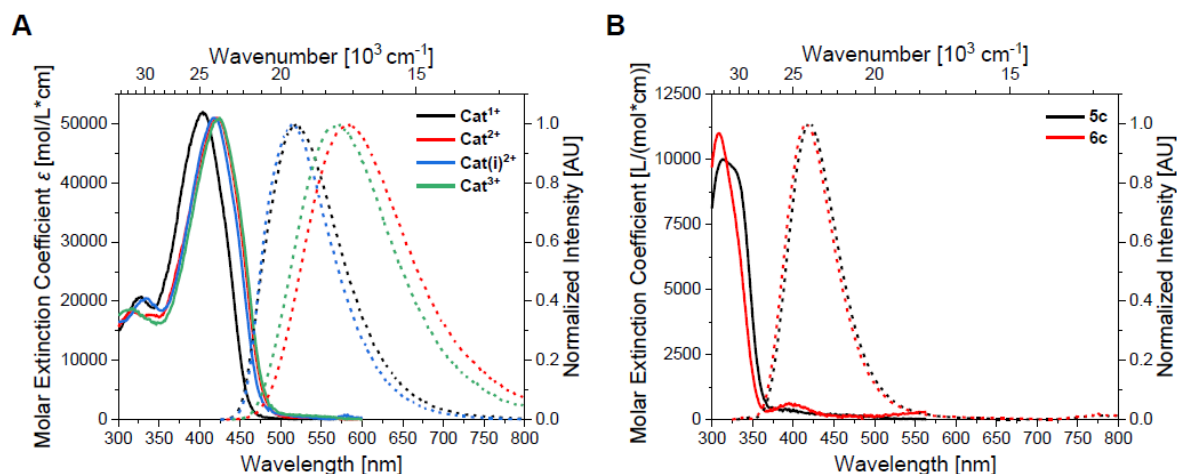 A
Wavenumber [10³ cm⁻¹]
30 25 20 15
Molar Extinction Coefficient ε [mol/L*cm]
50000
40000
30000
20000
10000
0
Cat¹⁺
Cat²⁺
Cat(i)²⁺
Cat³⁺
1.0
0.8
0.6
0.4
0.2
0.0
Normalized Intensity [AU]
300 350 400 450 500 550 600 650 700 750 800
Wavelength [nm]
B
Wavenumber [10³ cm⁻¹]
30 25 20 15
Molar Extinction Coefficient [L/(mol*cm)]
12500
10000
7500
5000
2500
0
5c
6c
1.0
0.8
0.6
0.4
0.2
0.0
Normalized Intensity [AU]
300 350 400 450 500 550 600 650 700 750 800
Wavelength [nm]